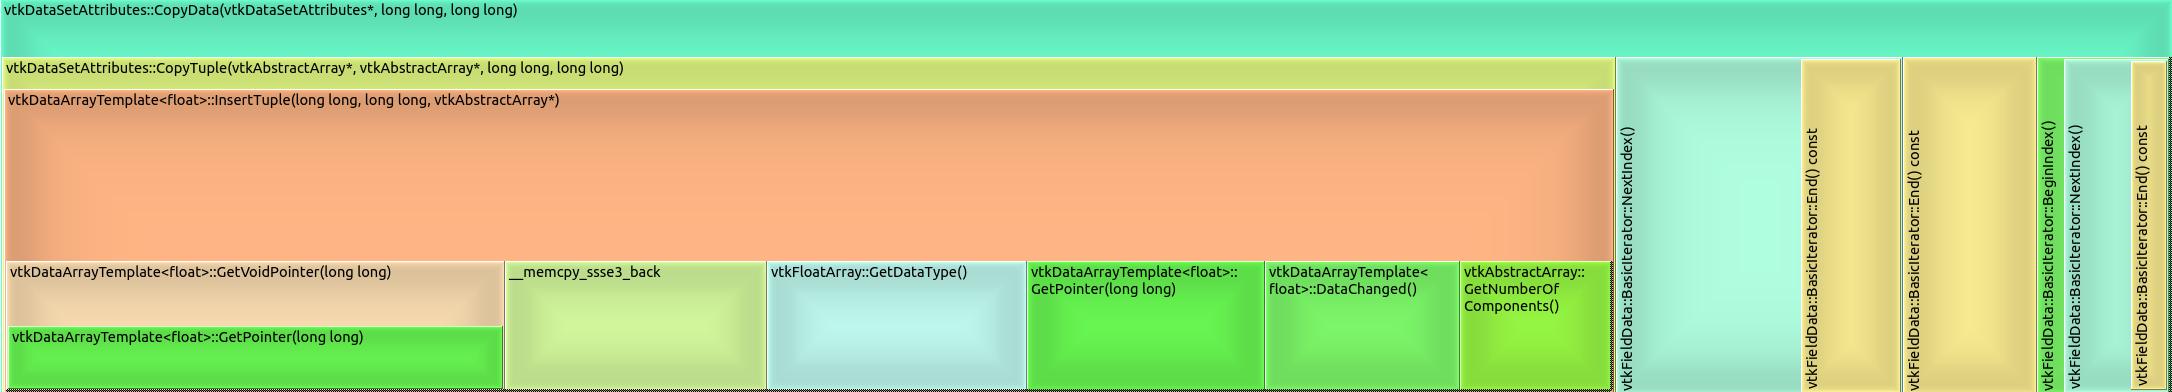 vtkDataSetAttributes::CopyData(vtkDataSetAttributes*, long long, long long)
vtkDataSetAttributes::CopyTuple(vtkAbstractArray*, vtkAbstractArray*, long long, long long)
vtkDataArrayTemplate<float>::InsertTuple(long long, long long, vtkAbstractArray*)
vtkDataArrayTemplate<float>::GetVoidPointer(long long)
vtkDataArrayTemplate<float>::GetPointer(long long)
__memcpy_ssse3_back
vtkFloatArray::GetDataType()
vtkDataArrayTemplate<float>::
GetPointer(long long)
vtkDataArrayTemplate<
float>::DataChanged()
vtkAbstractArray::
GetNumberOf
Components()
vtkFieldData::BasicIterator::NextIndex()
vtkFieldData::BasicIterator::End() const
vtkFieldData::BasicIterator::End() const
vtkFieldData::BasicIterator::BeginIndex()
vtkFieldData::BasicIterator::NextIndex()
vtkFieldData::BasicIterator::End() const